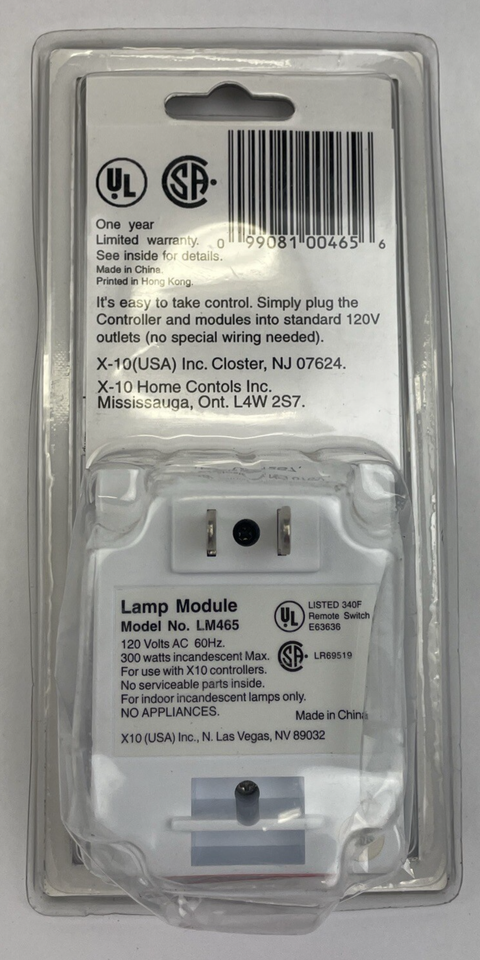 UL
SA
One year
Limited warranty.
See inside for details.
Made in China.
Printed in Hong Kong.
0 99081 00465 6
It's easy to take control. Simply plug the
Controller and modules into standard 120V
outlets (no special wiring needed).
X-10(USA) Inc. Closter, NJ 07624.
X-10 Home Contols Inc.
Mississauga, Ont. L4W 2S7.
Lamp Module
Model No. LM465
120 Volts AC 60Hz.
300 watts incandescent Max.
For use with X10 controllers.
No serviceable parts inside.
For indoor incandescent lamps only.
NO APPLIANCES.
UL
LISTED 340F
Remote Switch
E63636
SA
LR69519
Made in China
X10 (USA) Inc., N. Las Vegas, NV 89032